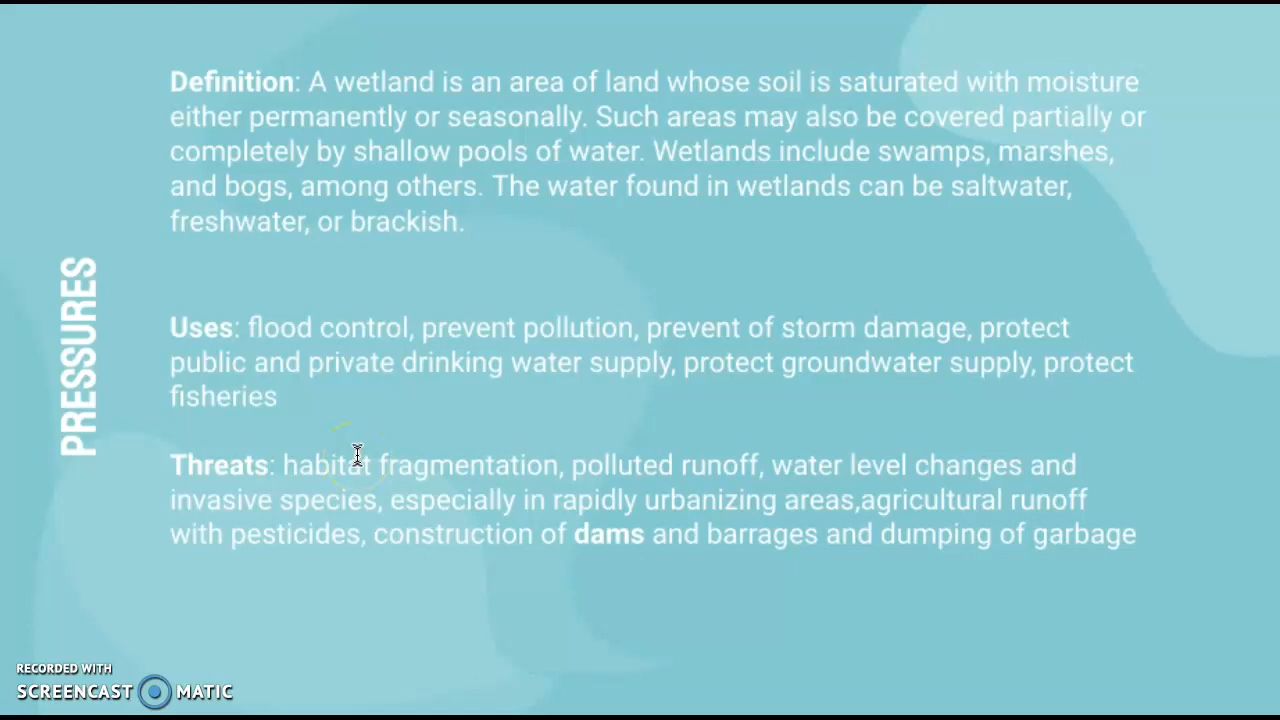 PRESSURES
Definition: A wetland is an area of land whose soil is saturated with moisture
either permanently or seasonally. Such areas may also be covered partially or
completely by shallow pools of water. Wetlands include swamps, marshes,
and bogs, among others. The water found in wetlands can be saltwater,
freshwater, or brackish.
Uses: flood control, prevent pollution, prevent of storm damage, protect
public and private drinking water supply, protect groundwater supply, protect
fisheries
Threats: habitat fragmentation, polluted runoff, water level changes and
invasive species, especially in rapidly urbanizing areas,agricultural runoff
with pesticides, construction of dams and barrages and dumping of garbage
RECORDED WITH
SCREENCAST MATIC